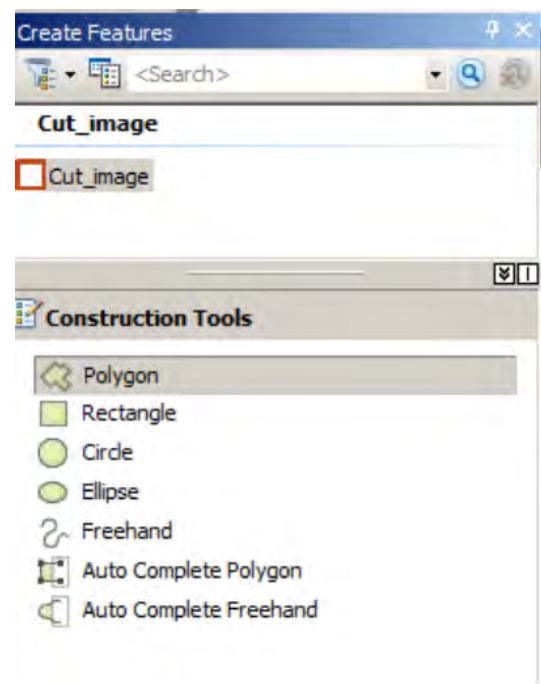 Create Features
<Search>
Cut_image
Cut_image
Construction Tools
Polygon
Rectangle
Circle
Ellipse
Freehand
Auto Complete Polygon
Auto Complete Freehand